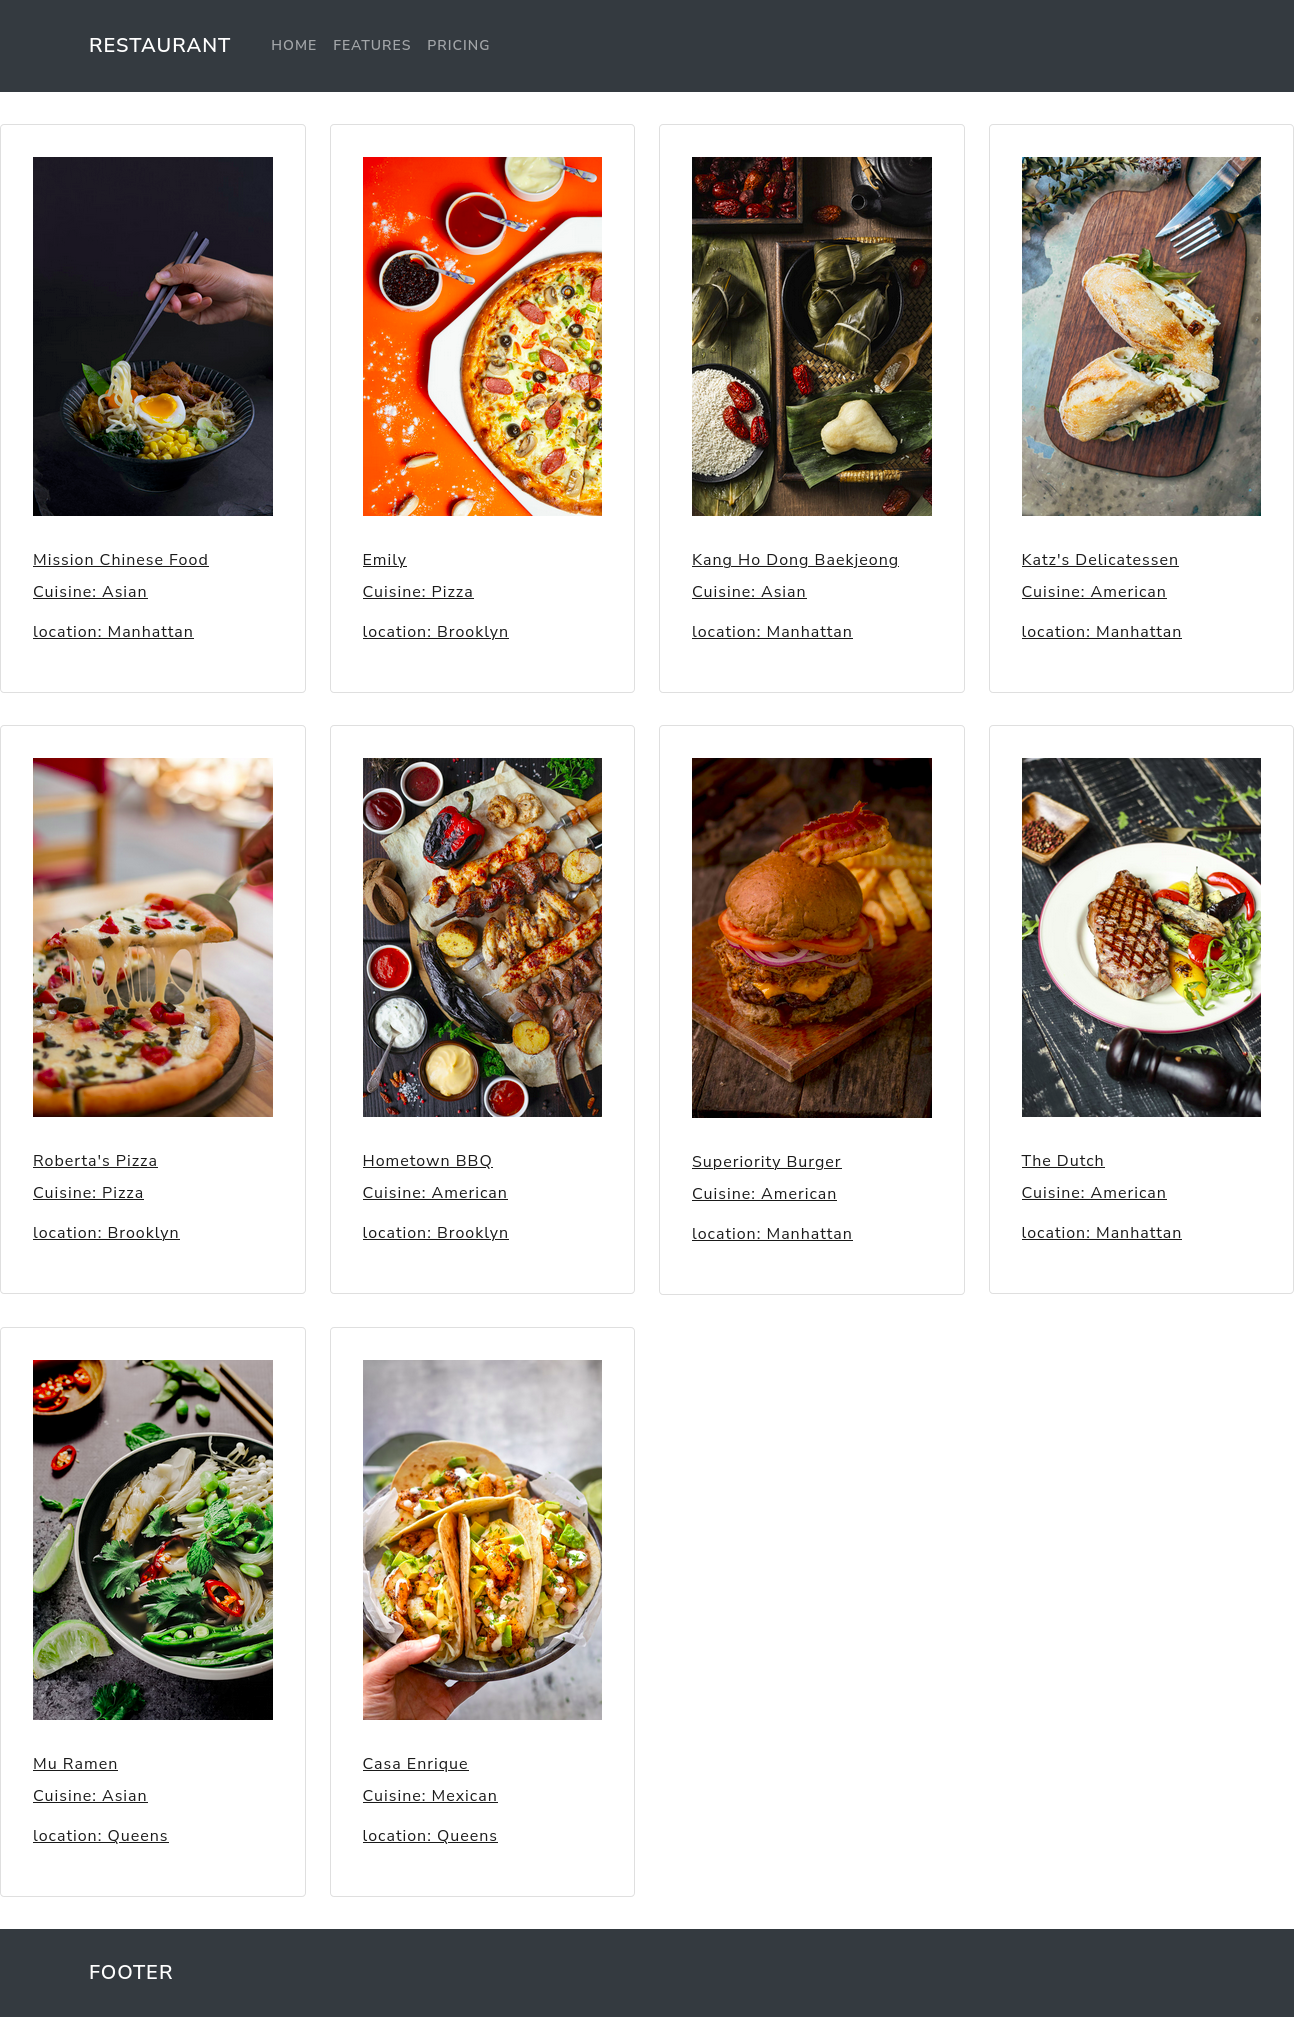 RESTAURANT HOME FEATURES PRICING
Mission Chinese Food
Cuisine: Asian
location: Manhattan
Emily
Cuisine: Pizza
location: Brooklyn
Kang Ho Dong Baekjeong
Cuisine: Asian
location: Manhattan
Katz's Delicatessen
Cuisine: American
location: Manhattan
Roberta's Pizza
Cuisine: Pizza
location: Brooklyn
Hometown BBQ
Cuisine: American
location: Brooklyn
Superiority Burger
Cuisine: American
location: Manhattan
The Dutch
Cuisine: American
location: Manhattan
Mu Ramen
Cuisine: Asian
location: Queens
Casa Enrique
Cuisine: Mexican
location: Queens
FOOTER